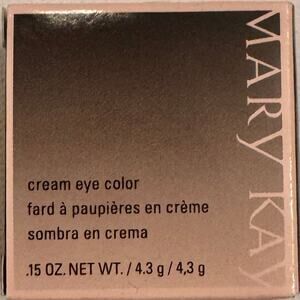 MARY KAY
cream eye color
fard à paupières en crème
sombra en crema
.15 OZ. NET WT. / 4.3 g / 4,3 g